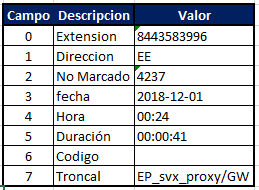 Campo Descripcion Valor
0 Extension 8443583996
1 Direccion EE
2 No Marcado 4237
3 fecha 2018-12-01
4 Hora 00:24
5 Duración 00:00:41
6 Codigo
7 Troncal EP_svx_proxy/GW